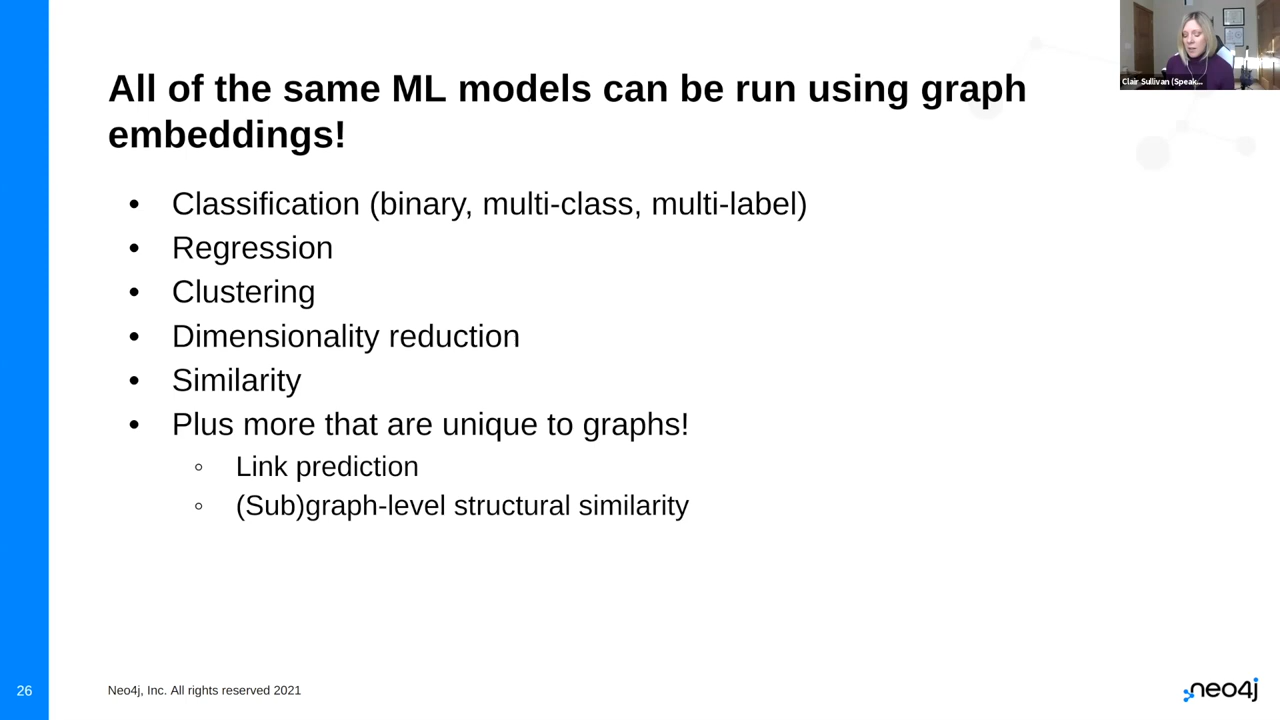 Clair Sullivan (Speak...
All of the same ML models can be run using graph
embeddings!
• Classification (binary, multi-class, multi-label)
• Regression
• Clustering
• Dimensionality reduction
• Similarity
• Plus more that are unique to graphs!
◦ Link prediction
◦ (Sub)graph-level structural similarity
26
Neo4j, Inc. All rights reserved 2021
neo4j